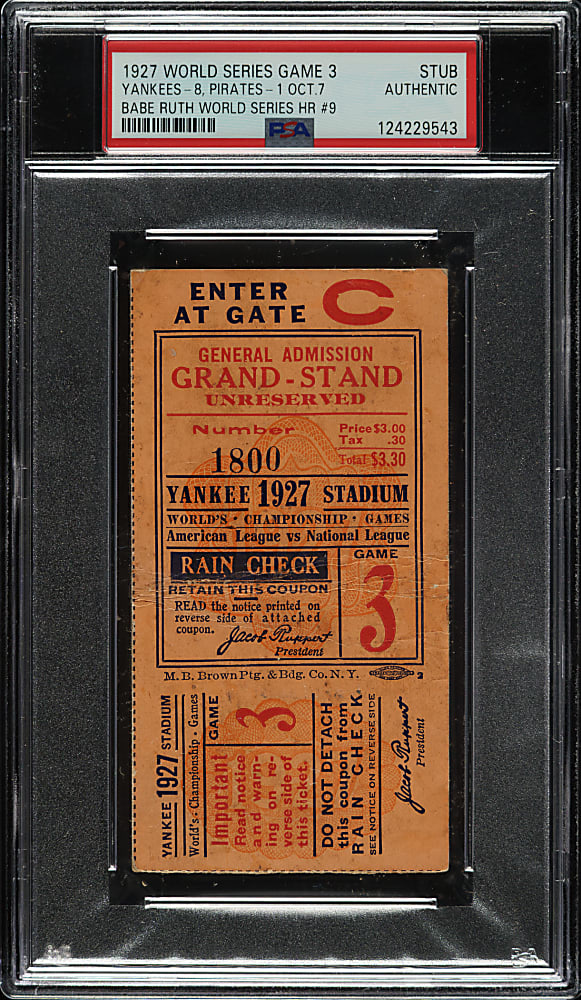 1927 WORLD SERIES GAME 3
STUB
YANKEES-8, PIRATES-1 OCT.7
AUTHENTIC
BABE RUTH WORLD SERIES HR #9
PSA
124229543
ENTER
AT GATE
C
GENERAL ADMISSION
GRAND-STAND
UNRESERVED
Number
1800
Price $3.00
Tax .30
Total $3.30
YANKEE 1927 STADIUM
WORLD'S · CHAMPIONSHIP · GAMES
American League vs National League
RAIN CHECK
RETAIN THIS COUPON
READ the notice printed on
reverse side of attached
coupon.
Jacob Ruppert
President
GAME
3
M. B. Brown Ptg. & Bdg. Co. N. Y.
2
YANKEE 1927 STADIUM
World's · Championship · Games
GAME
3
Important
Read notice
and warn-
ing on re-
verse side of
this ticket.
DO NOT DETACH
this coupon from
RAIN CHECK.
SEE NOTICE ON REVERSE SIDE
Jacob Ruppert
President
PSA